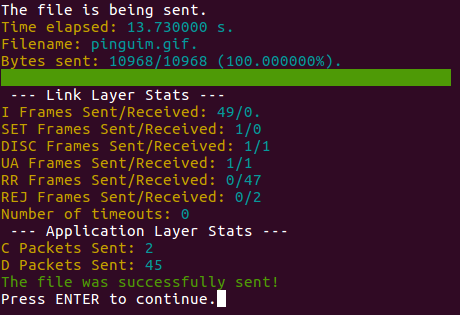 The file is being sent.
Time elapsed: 13.730000 s.
Filename: pinguim.gif.
Bytes sent: 10968/10968 (100.000000%).
--- Link Layer Stats ---
I Frames Sent/Received: 49/0.
SET Frames Sent/Received: 1/0
DISC Frames Sent/Received: 1/1
UA Frames Sent/Received: 1/1
RR Frames Sent/Received: 0/47
REJ Frames Sent/Received: 0/2
Number of timeouts: 0
--- Application Layer Stats ---
C Packets Sent: 2
D Packets Sent: 45
The file was successfully sent!
Press ENTER to continue.